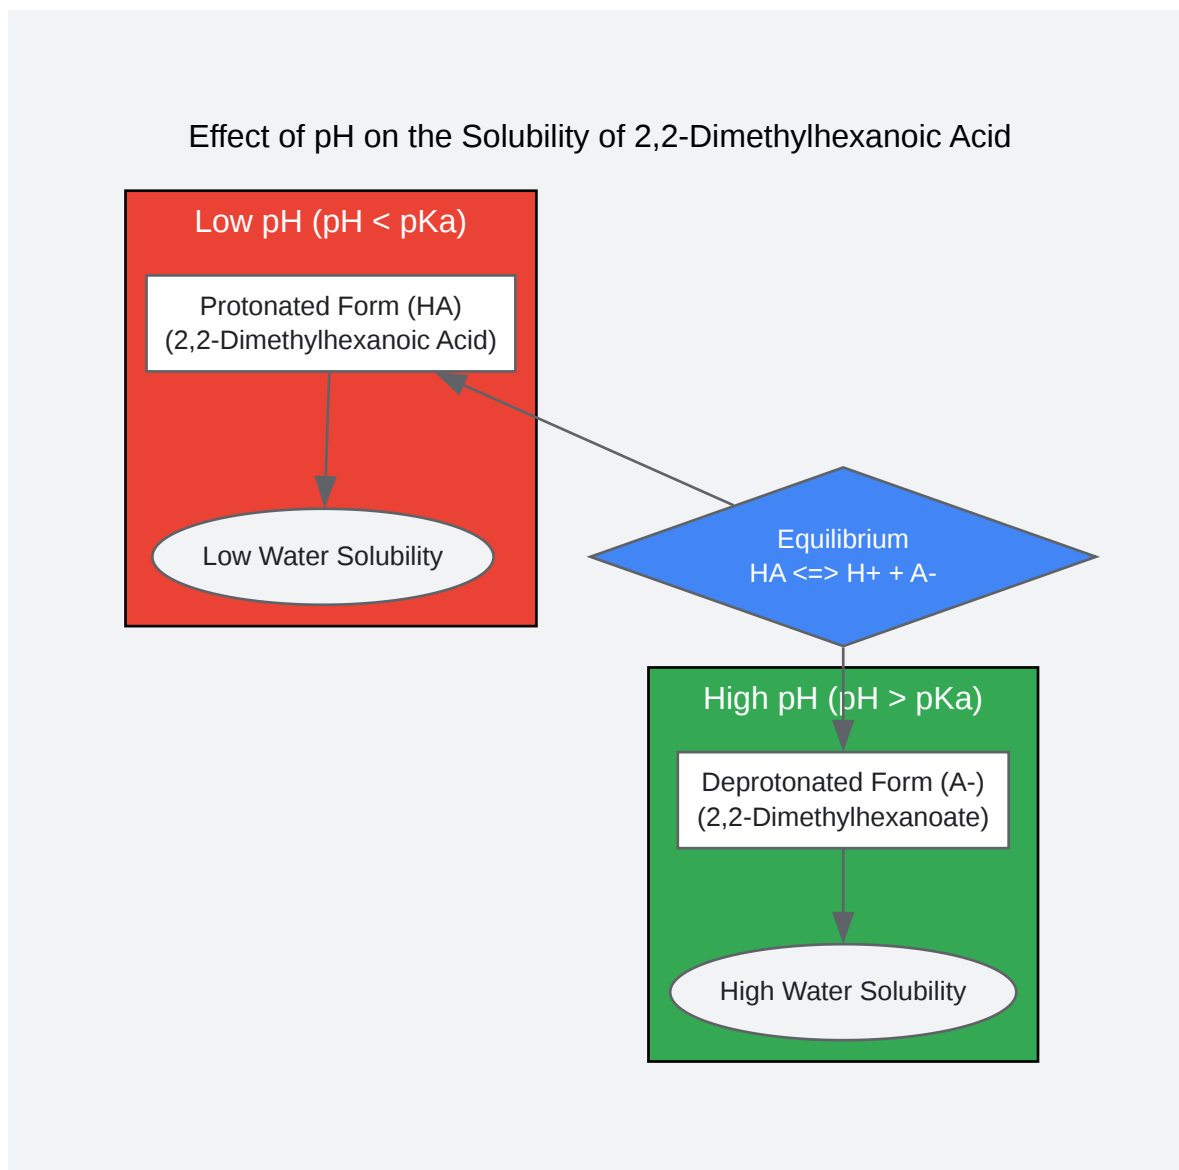 Effect of pH on the Solubility of 2,2-Dimethylhexanoic Acid
Low pH (pH < pKa)
Protonated Form (HA)
(2,2-Dimethylhexanoic Acid)
Low Water Solubility
Equilibrium
HA <=> H+ + A-
High pH (pH > pKa)
Deprotonated Form (A-)
(2,2-Dimethylhexanoate)
High Water Solubility